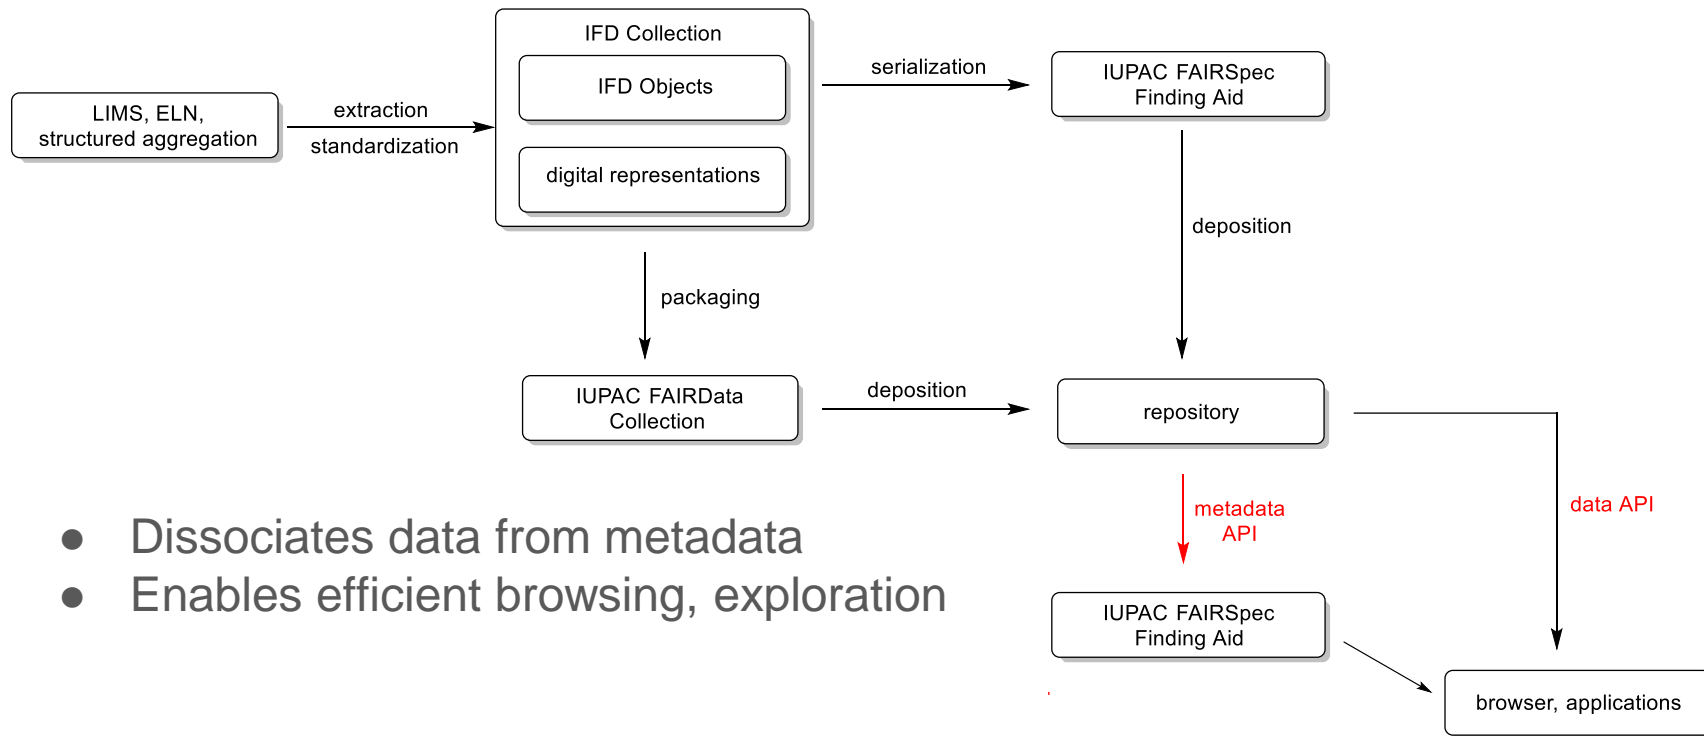 IFD Collection
IFD Objects
digital representations
LIMS, ELN,
structured aggregation
extraction
standardization
serialization
IUPAC FAIRSpec
Finding Aid
deposition
packaging
IUPAC FAIRData
Collection
deposition
repository
metadata
API
data API
IUPAC FAIRSpec
Finding Aid
browser, applications
● Dissociates data from metadata
● Enables efficient browsing, exploration